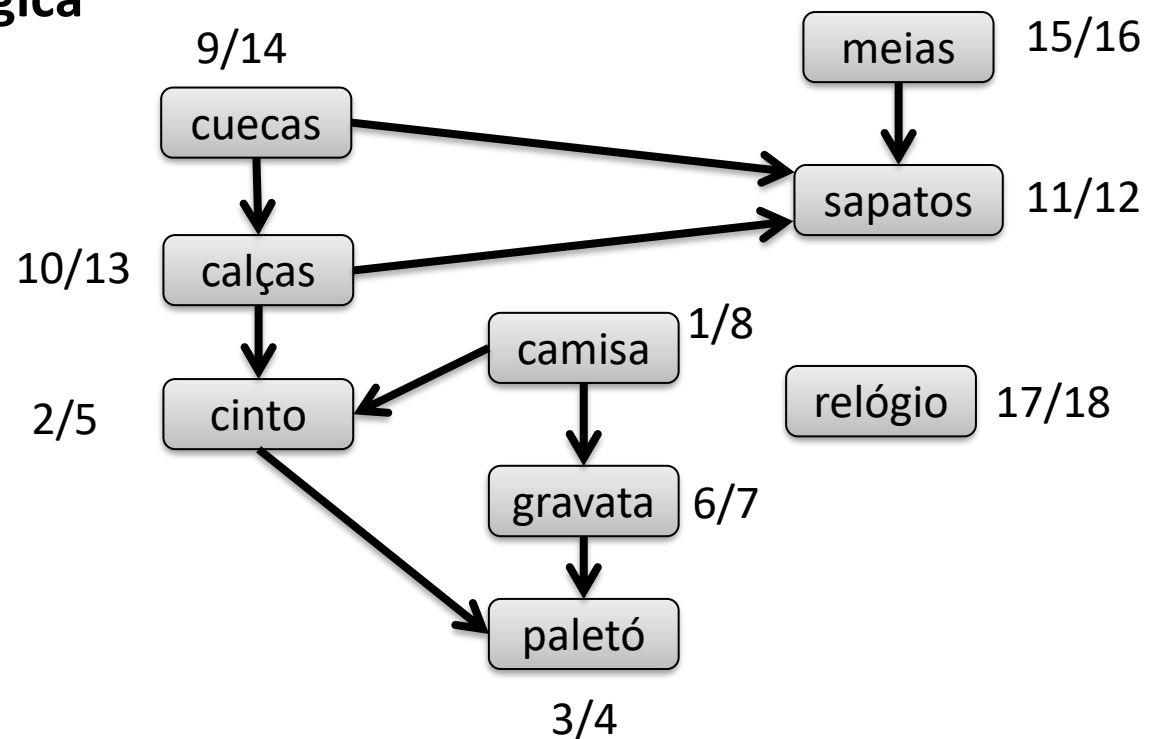 gica
9/14
meias 15/16
cuecas
sapatos 11/12
10/13 calças
camisa 1/8
relógio 17/18
2/5 cinto
gravata 6/7
paletó
3/4